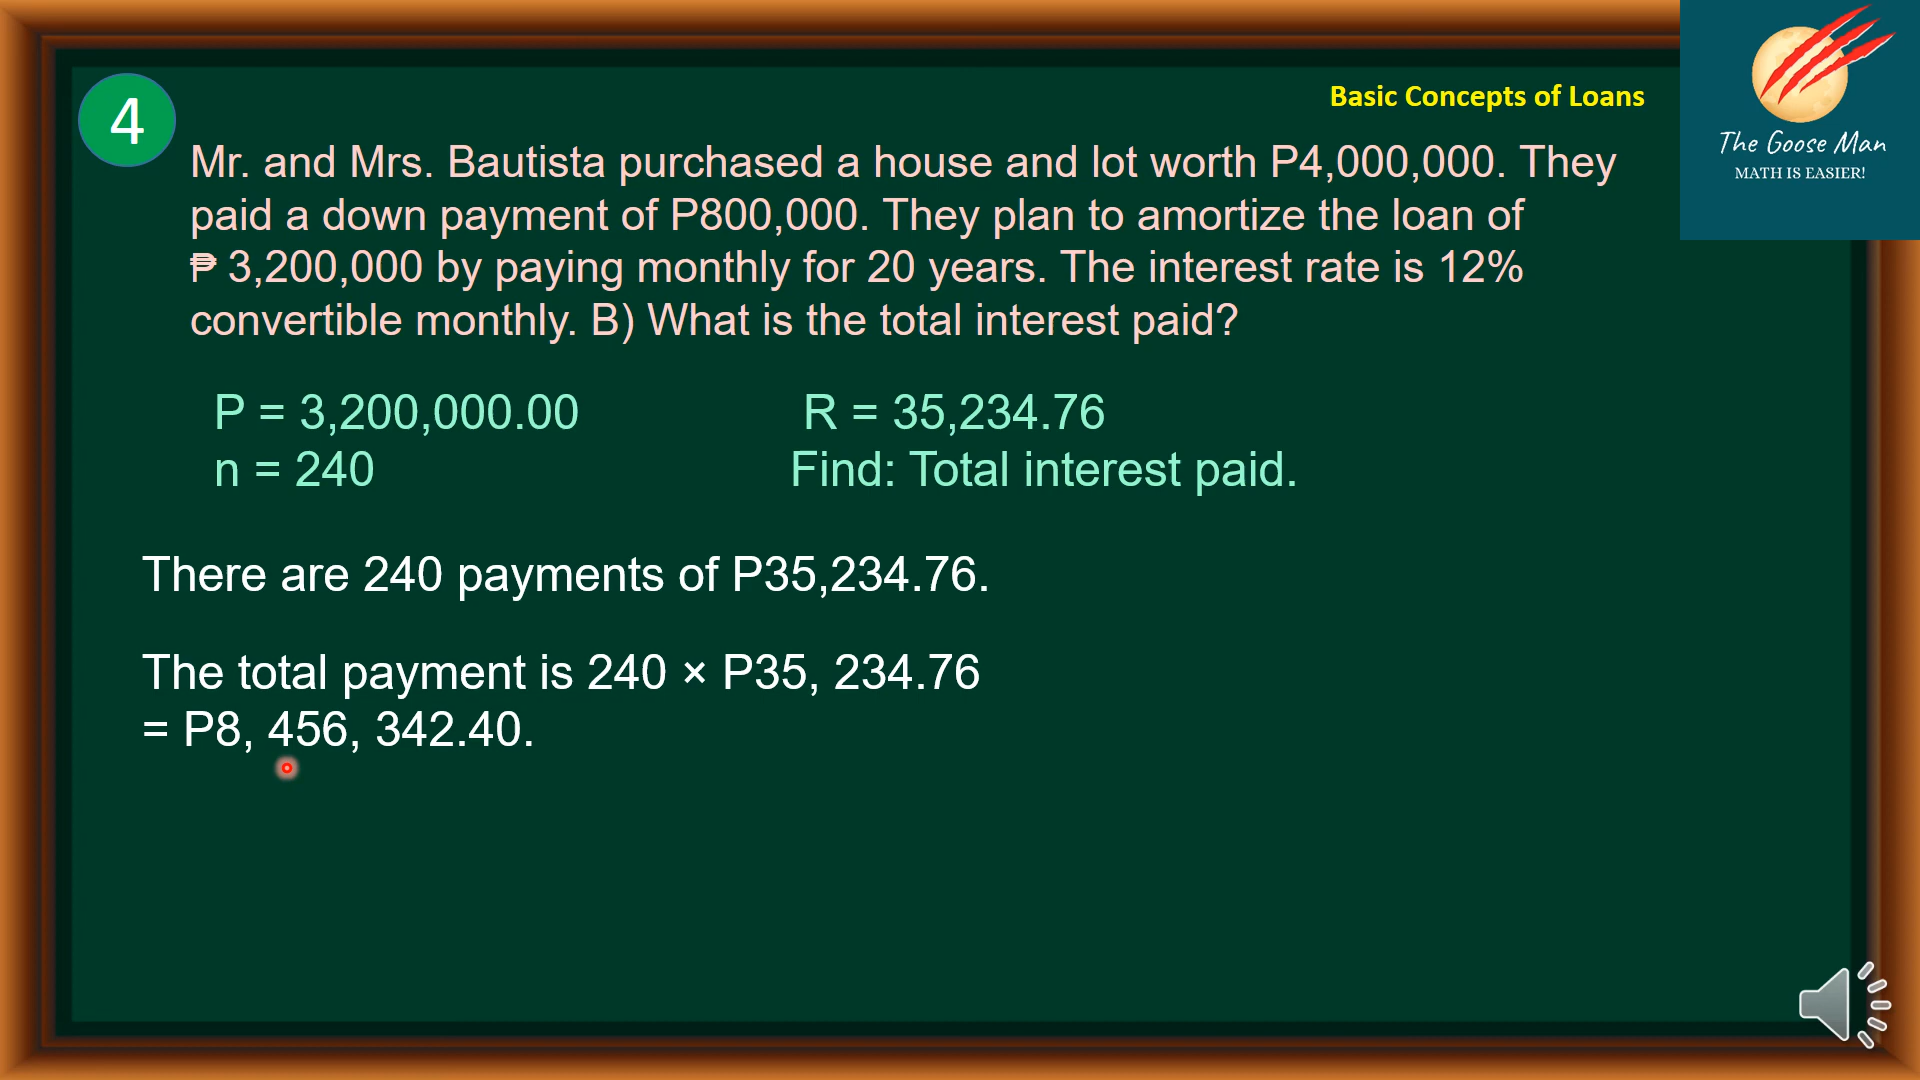 4
Basic Concepts of Loans
The Goose Man
MATH IS EASIER!
Mr. and Mrs. Bautista purchased a house and lot worth P4,000,000. They
paid a down payment of P800,000. They plan to amortize the loan of
₱ 3,200,000 by paying monthly for 20 years. The interest rate is 12%
convertible monthly. B) What is the total interest paid?
P = 3,200,000.00 R = 35,234.76
n = 240 Find: Total interest paid.
There are 240 payments of P35,234.76.
The total payment is 240 × P35, 234.76
= P8, 456, 342.40.